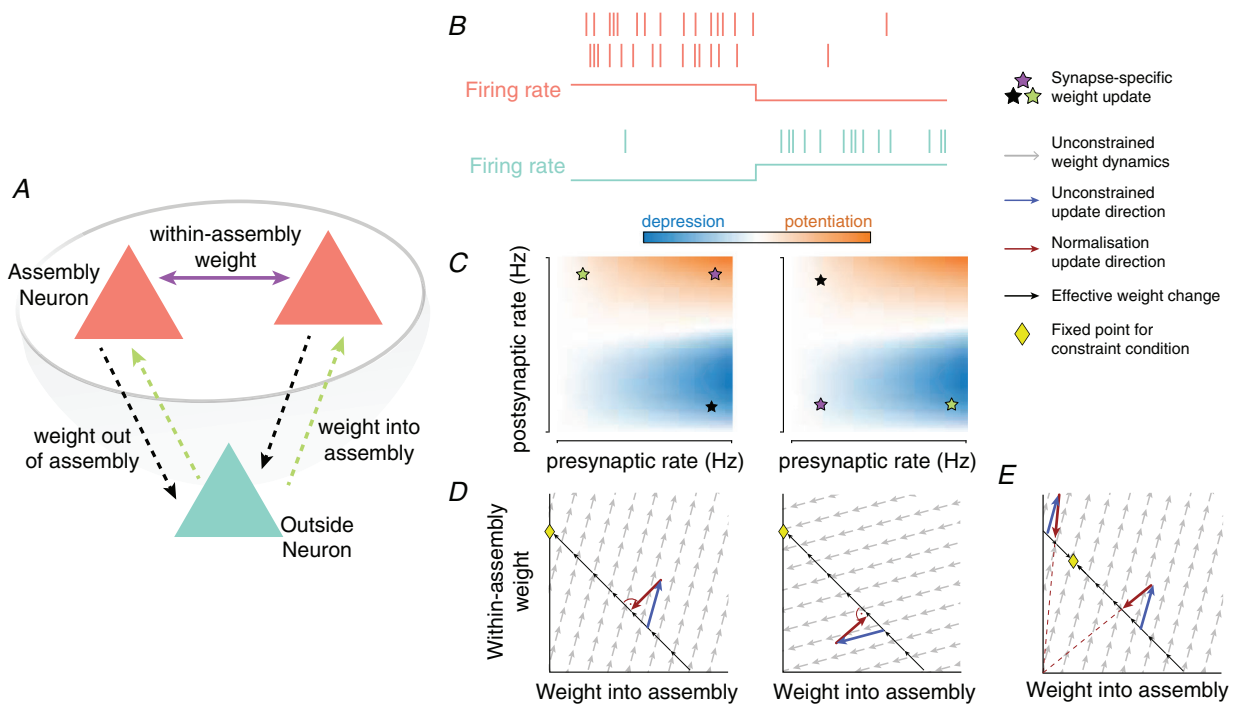 A
within-assembly
weight
Assembly
Neuron
weight out
of assembly
weight into
assembly
Outside
Neuron
B
Firing rate
Firing rate
depression
potentiation
C
postsynaptic rate (Hz)
presynaptic rate (Hz)
presynaptic rate (Hz)
D
Within-assembly
weight
Weight into assembly
Weight into assembly
E
Weight into assembly
Synapse-specific
weight update
Unconstrained
weight dynamics
Unconstrained
update direction
Normalisation
update direction
Effective weight change
Fixed point for
constraint condition